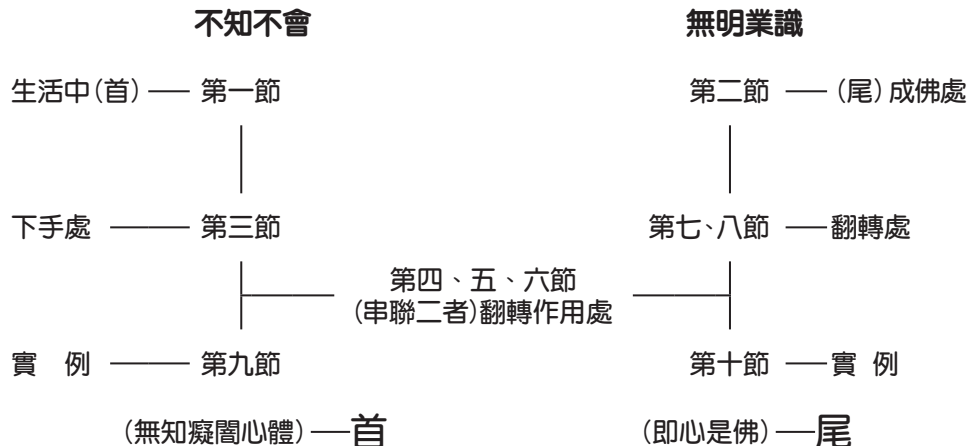 不知不會 無明業識
生活中(首) 第一節 第二節 (尾)成佛處
下手處 第三節 第七、八節 翻轉處
第四、五、六節
(串聯二者)翻轉作用處
實 例 第九節 第十節 實 例
(無知癡闇心體) 首 (即心是佛) 尾